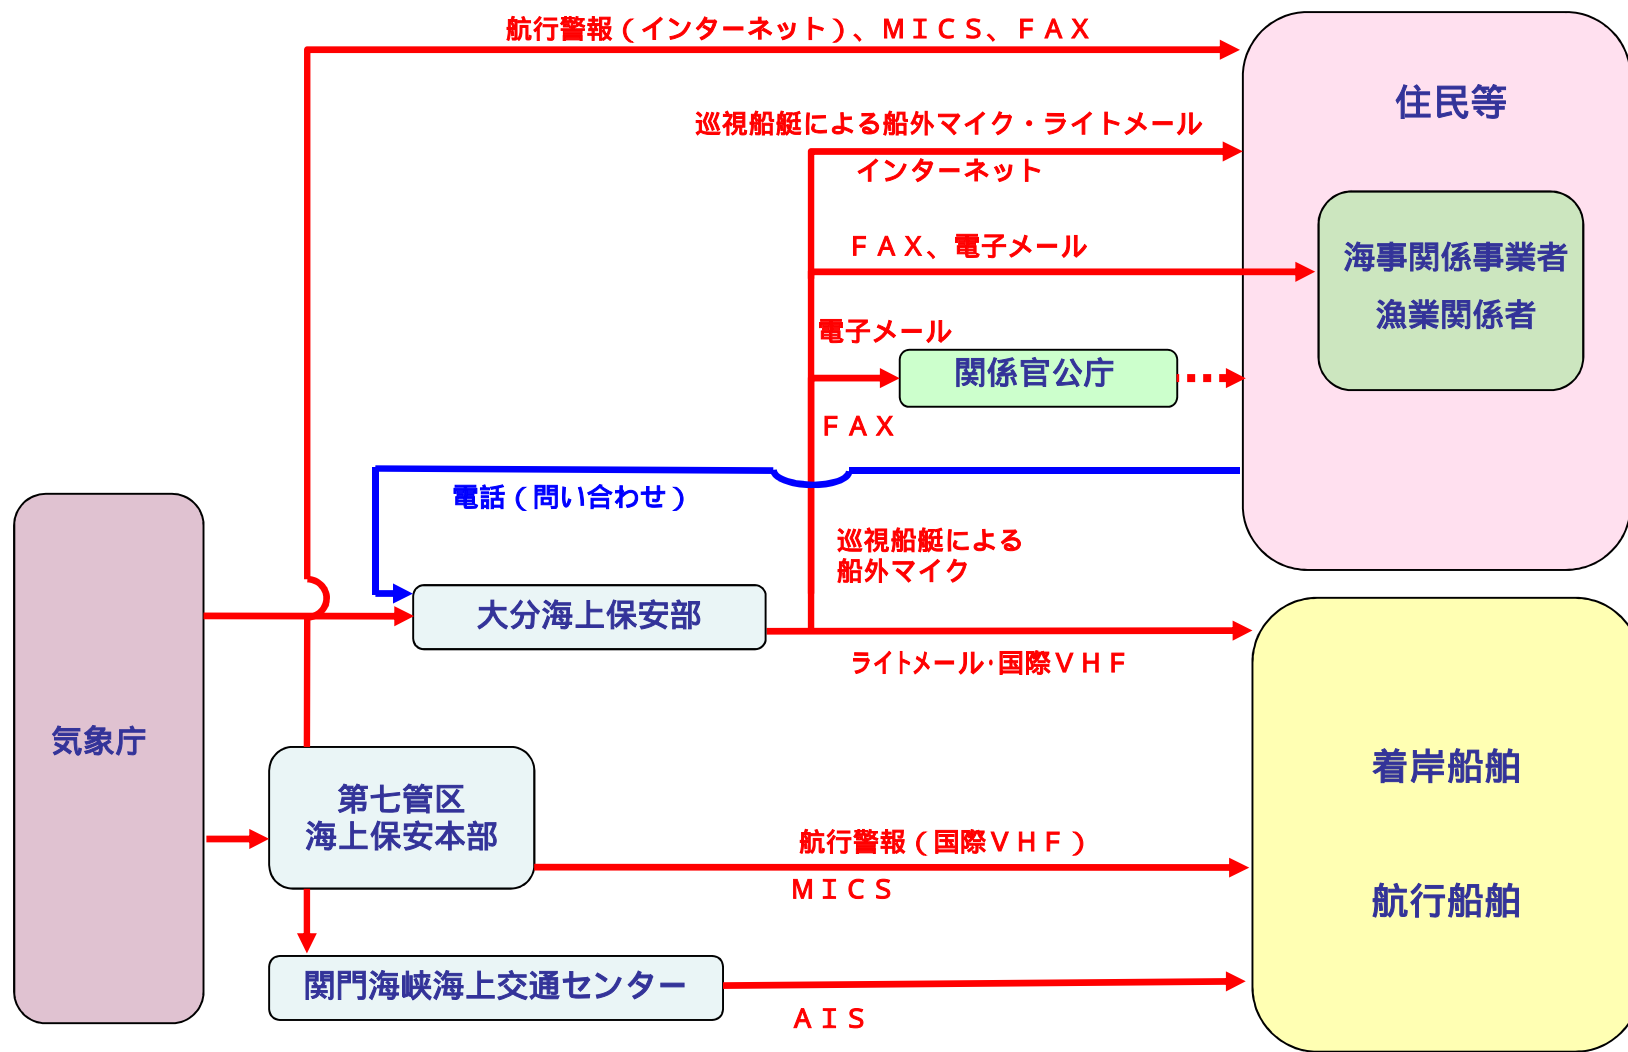 航行警報（インターネット）、ＭＩＣＳ、ＦＡＸ
住民等
巡視船艇による船外マイク・ライトメール
インターネット
ＦＡＸ、電子メール
海事関係事業者
漁業関係者
電子メール
関係官公庁
ＦＡＸ
電話（問い合わせ）
巡視船艇による
船外マイク
大分海上保安部
ライトメール・国際ＶＨＦ
気象庁
着岸船舶
第七管区
海上保安本部
航行警報（国際ＶＨＦ）
ＭＩＣＳ
航行船舶
関門海峡海上交通センター
ＡＩＳ